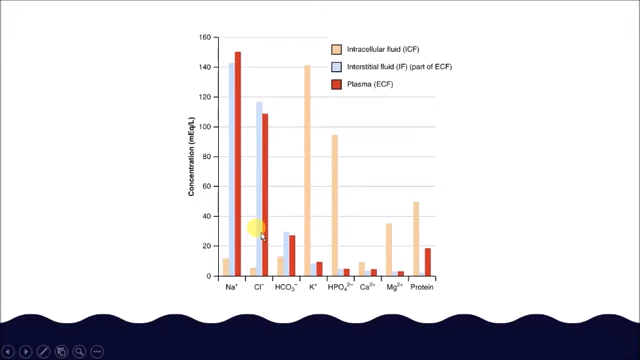 160
140
120
100
80
60
40
20
0
Concentration (mEq/L)
Intracellular fluid (ICF)
Interstitial fluid (IF) (part of ECF)
Plasma (ECF)
Na⁺ Cl⁻ HCO₃⁻ K⁺ HPO₄²⁻ Ca²⁺ Mg²⁺ Protein